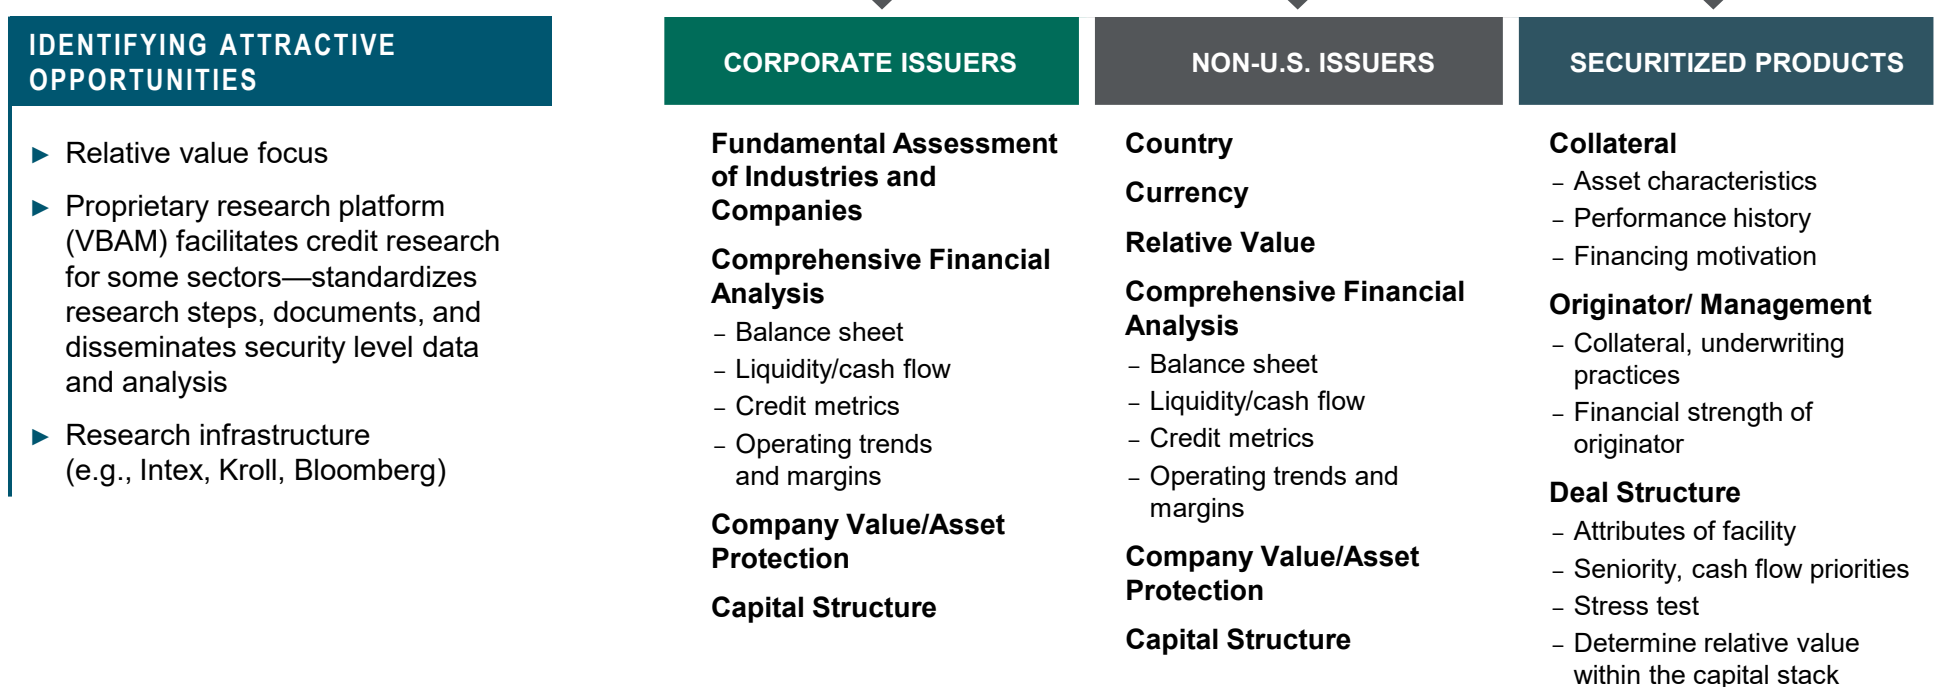 IDENTIFYING ATTRACTIVE
OPPORTUNITIES
► Relative value focus
► Proprietary research platform
(VBAM) facilitates credit research
for some sectors—standardizes
research steps, documents, and
disseminates security level data
and analysis
► Research infrastructure
(e.g., Intex, Kroll, Bloomberg)
CORPORATE ISSUERS
Fundamental Assessment
of Industries and
Companies
Comprehensive Financial
Analysis
– Balance sheet
– Liquidity/cash flow
– Credit metrics
– Operating trends
and margins
Company Value/Asset
Protection
Capital Structure
NON-U.S. ISSUERS
Country
Currency
Relative Value
Comprehensive Financial
Analysis
– Balance sheet
– Liquidity/cash flow
– Credit metrics
– Operating trends and
margins
Company Value/Asset
Protection
Capital Structure
SECURITIZED PRODUCTS
Collateral
– Asset characteristics
– Performance history
– Financing motivation
Originator/ Management
– Collateral, underwriting
practices
– Financial strength of
originator
Deal Structure
– Attributes of facility
– Seniority, cash flow priorities
– Stress test
– Determine relative value
within the capital stack